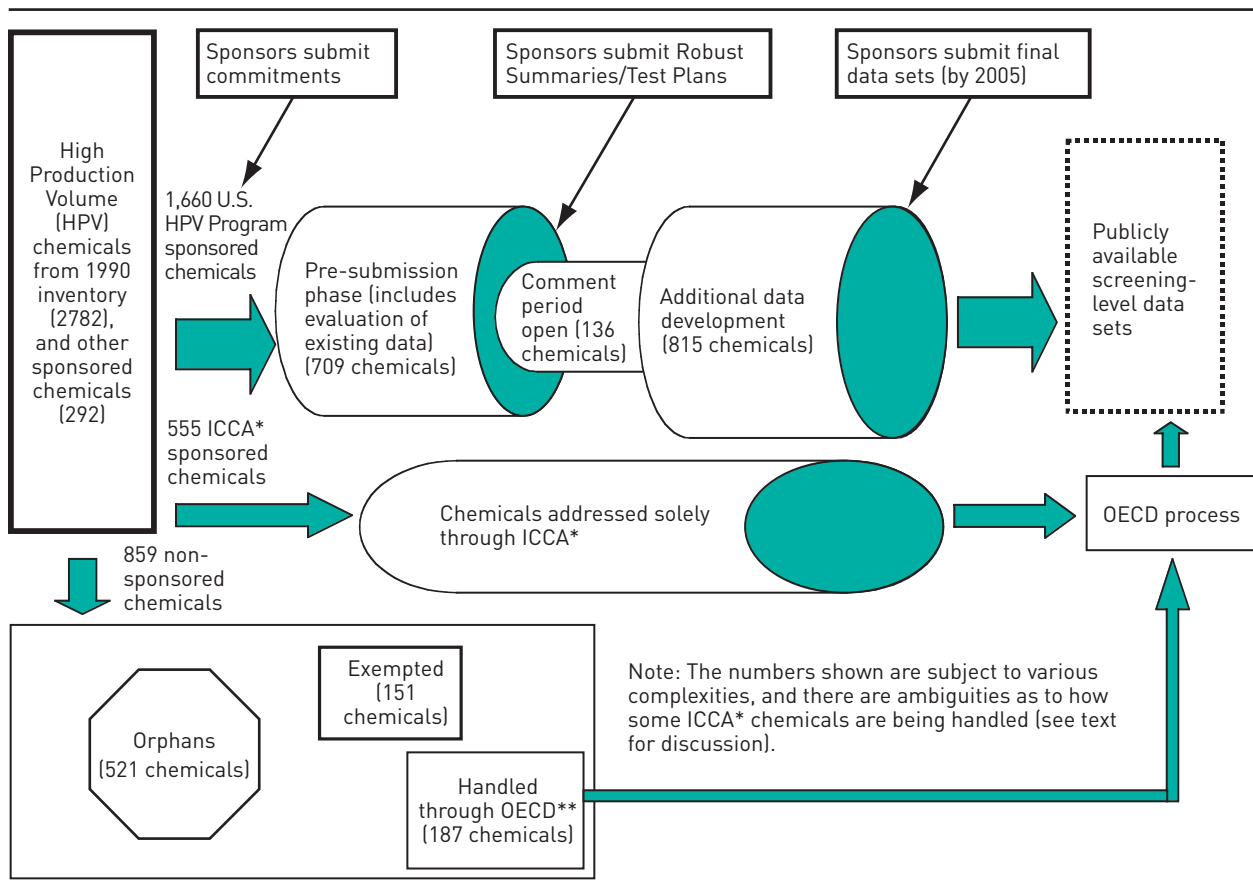 Sponsors submit
commitments
Sponsors submit Robust
Summaries/Test Plans
Sponsors submit final
data sets (by 2005)
High
Production
Volume
(HPV)
chemicals
from 1990
inventory
(2782),
and other
sponsored
chemicals
(292)
1,660 U.S.
HPV Program
sponsored
chemicals
Pre-submission
phase (includes
evaluation of
existing data)
(709 chemicals)
Comment
period
open (136
chemicals)
Additional data
development
(815 chemicals)
Publicly
available
screening-
level data
sets
555 ICCA*
sponsored
chemicals
Chemicals addressed solely
through ICCA*
OECD process
859 non-
sponsored
chemicals
Orphans
(521 chemicals)
Exempted
(151
chemicals)
Handled
through OECD**
(187 chemicals)
Note: The numbers shown are subject to various
complexities, and there are ambiguities as to how
some ICCA* chemicals are being handled (see text
for discussion).